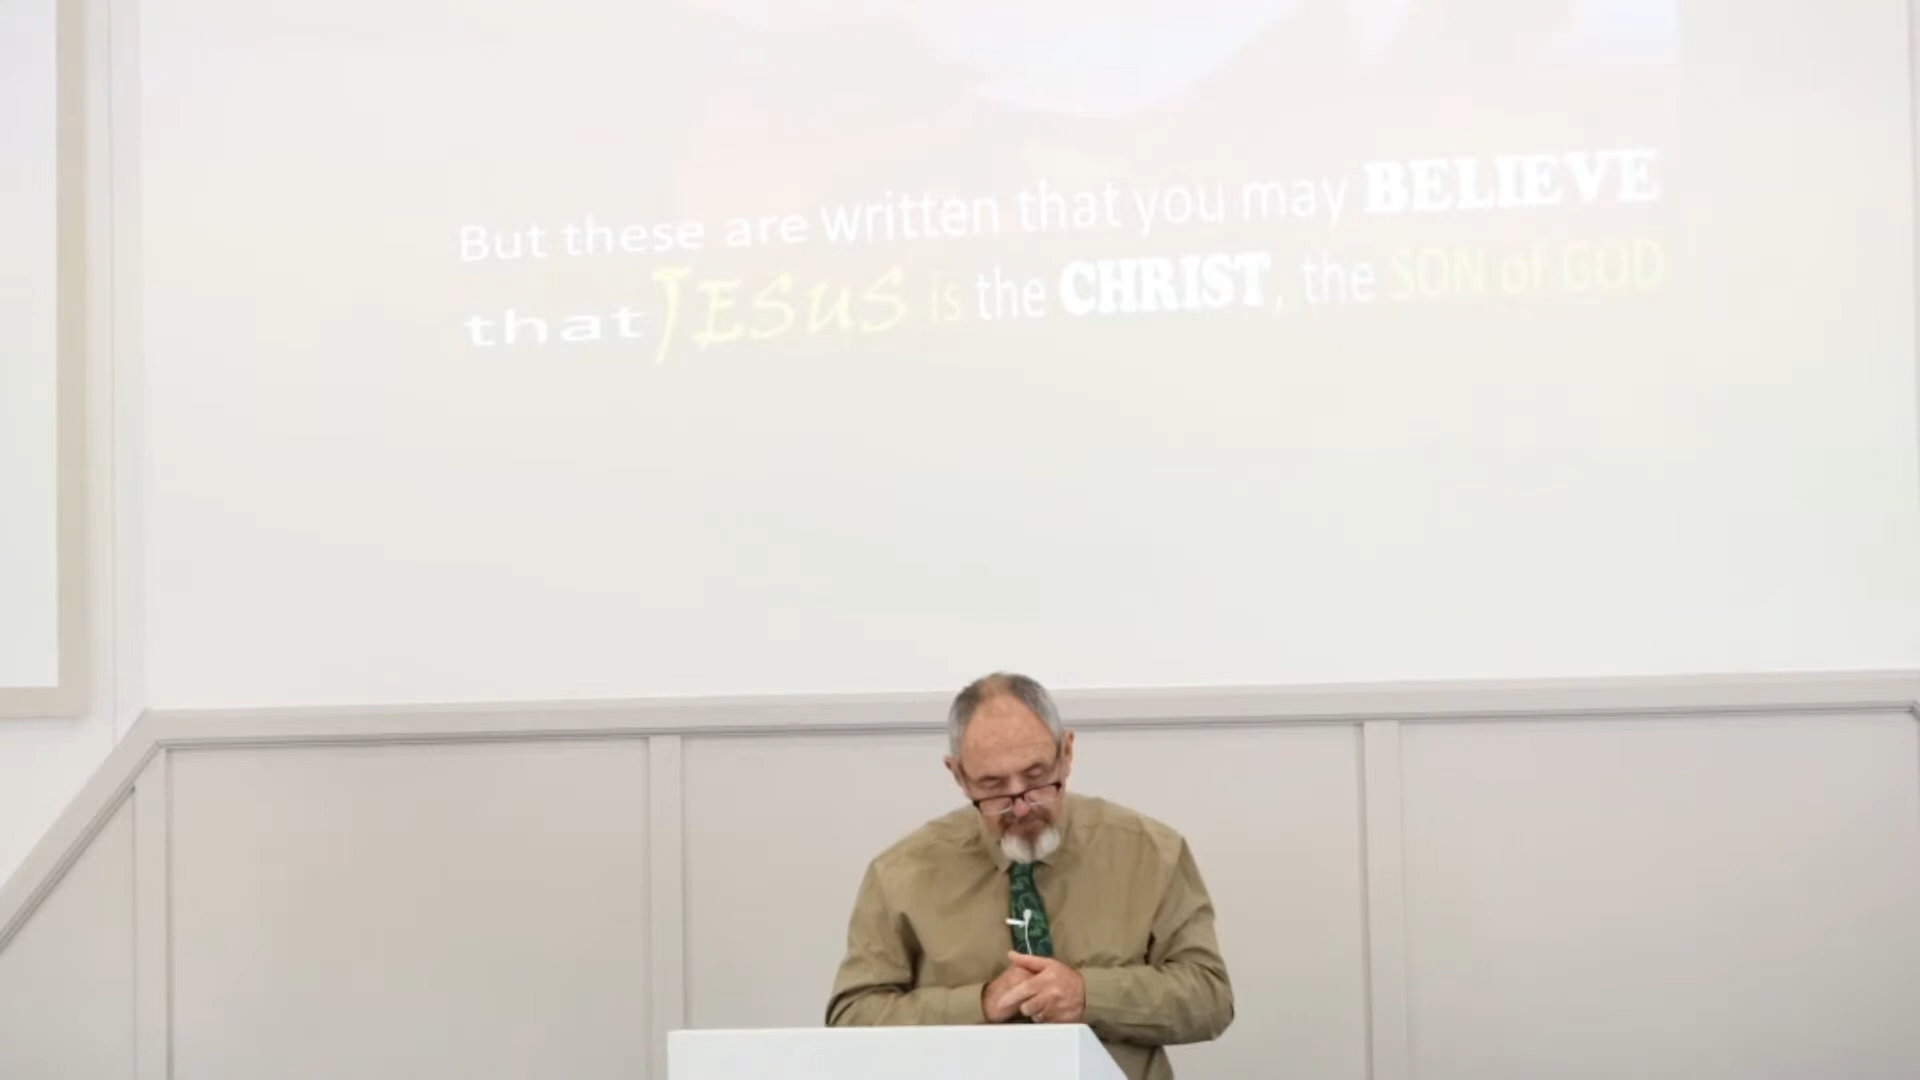 But these are written that you may BELIEVE
that JESUS is the CHRIST, the SON of GOD